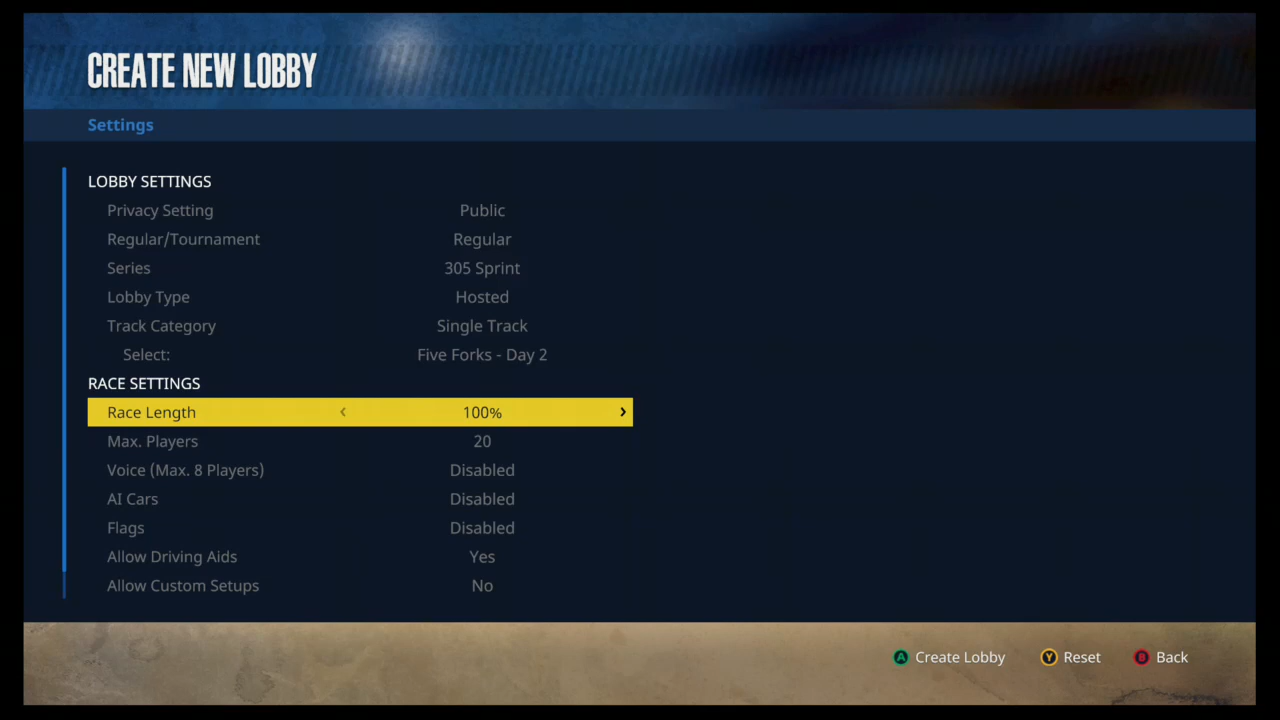 CREATE NEW LOBBY
Settings
LOBBY SETTINGS
Privacy Setting Public
Regular/Tournament Regular
Series 305 Sprint
Lobby Type Hosted
Track Category Single Track
Select: Five Forks - Day 2
RACE SETTINGS
Race Length < 100% >
Max. Players 20
Voice (Max. 8 Players) Disabled
AI Cars Disabled
Flags Disabled
Allow Driving Aids Yes
Allow Custom Setups No
A Create Lobby Y Reset B Back